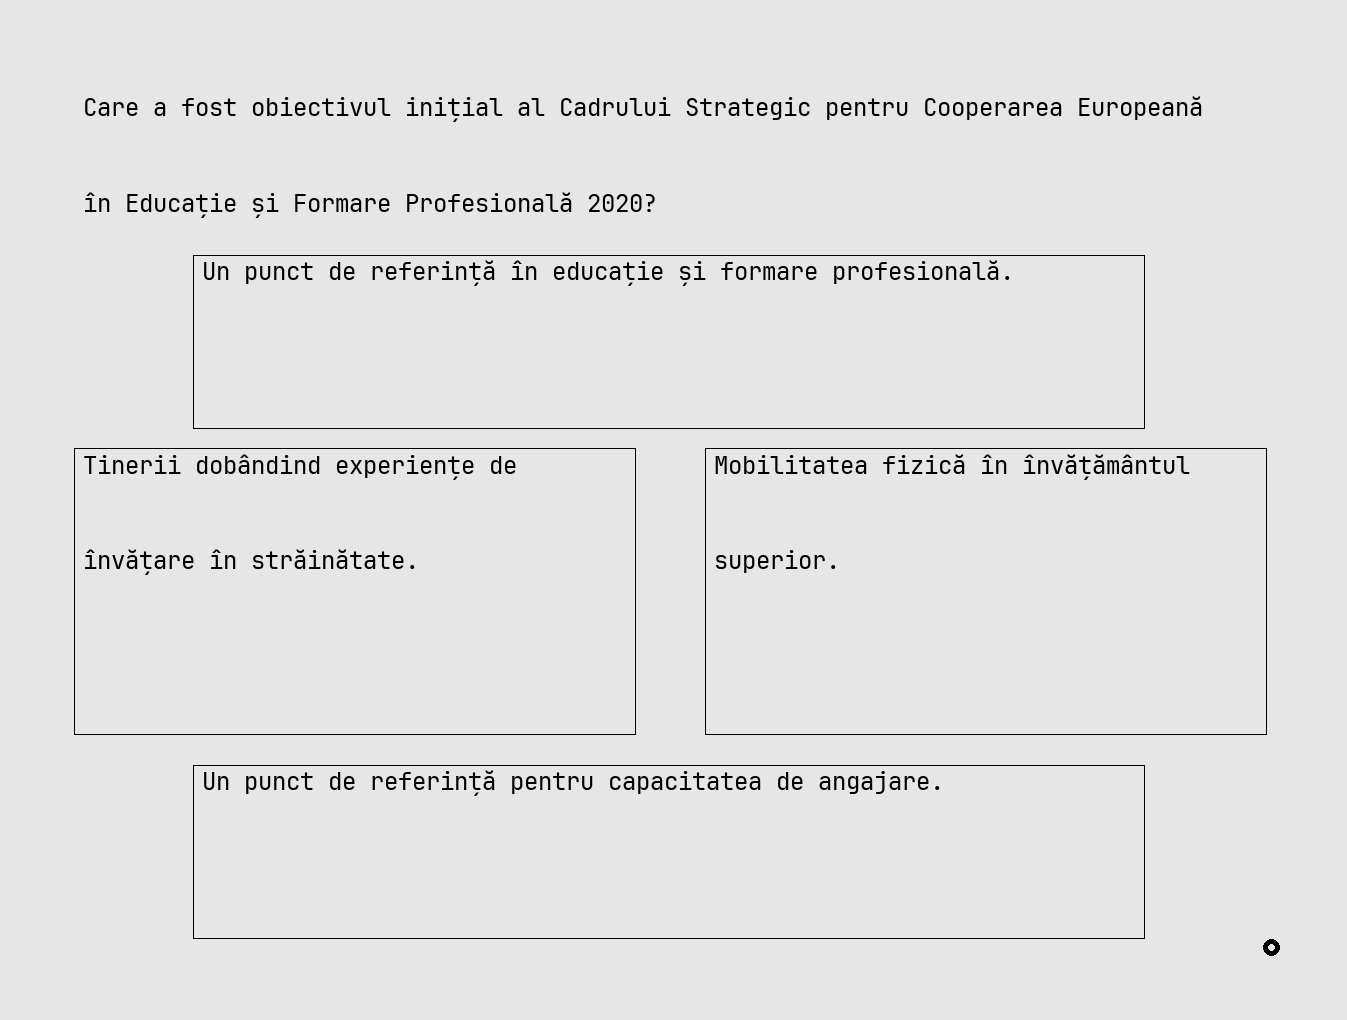 Care a fost obiectivul inițial al Cadrului Strategic pentru Cooperarea Europeană
în Educație și Formare Profesională 2020?
Un punct de referință în educație și formare profesională.
Tinerii dobândind experiențe de
învățare în străinătate.
Mobilitatea fizică în învățământul
superior.
Un punct de referință pentru capacitatea de angajare.